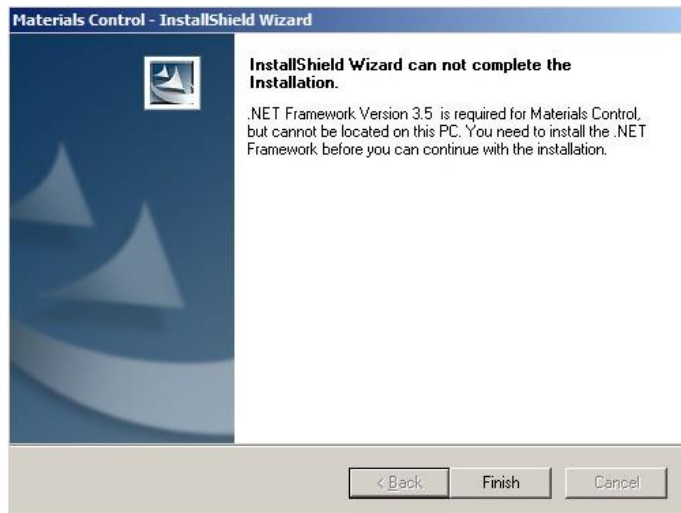 Materials Control - InstallShield Wizard
InstallShield Wizard can not complete the
Installation.
.NET Framework Version 3.5 is required for Materials Control,
but cannot be located on this PC. You need to install the .NET
Framework before you can continue with the installation.
< Back
Finish
Cancel